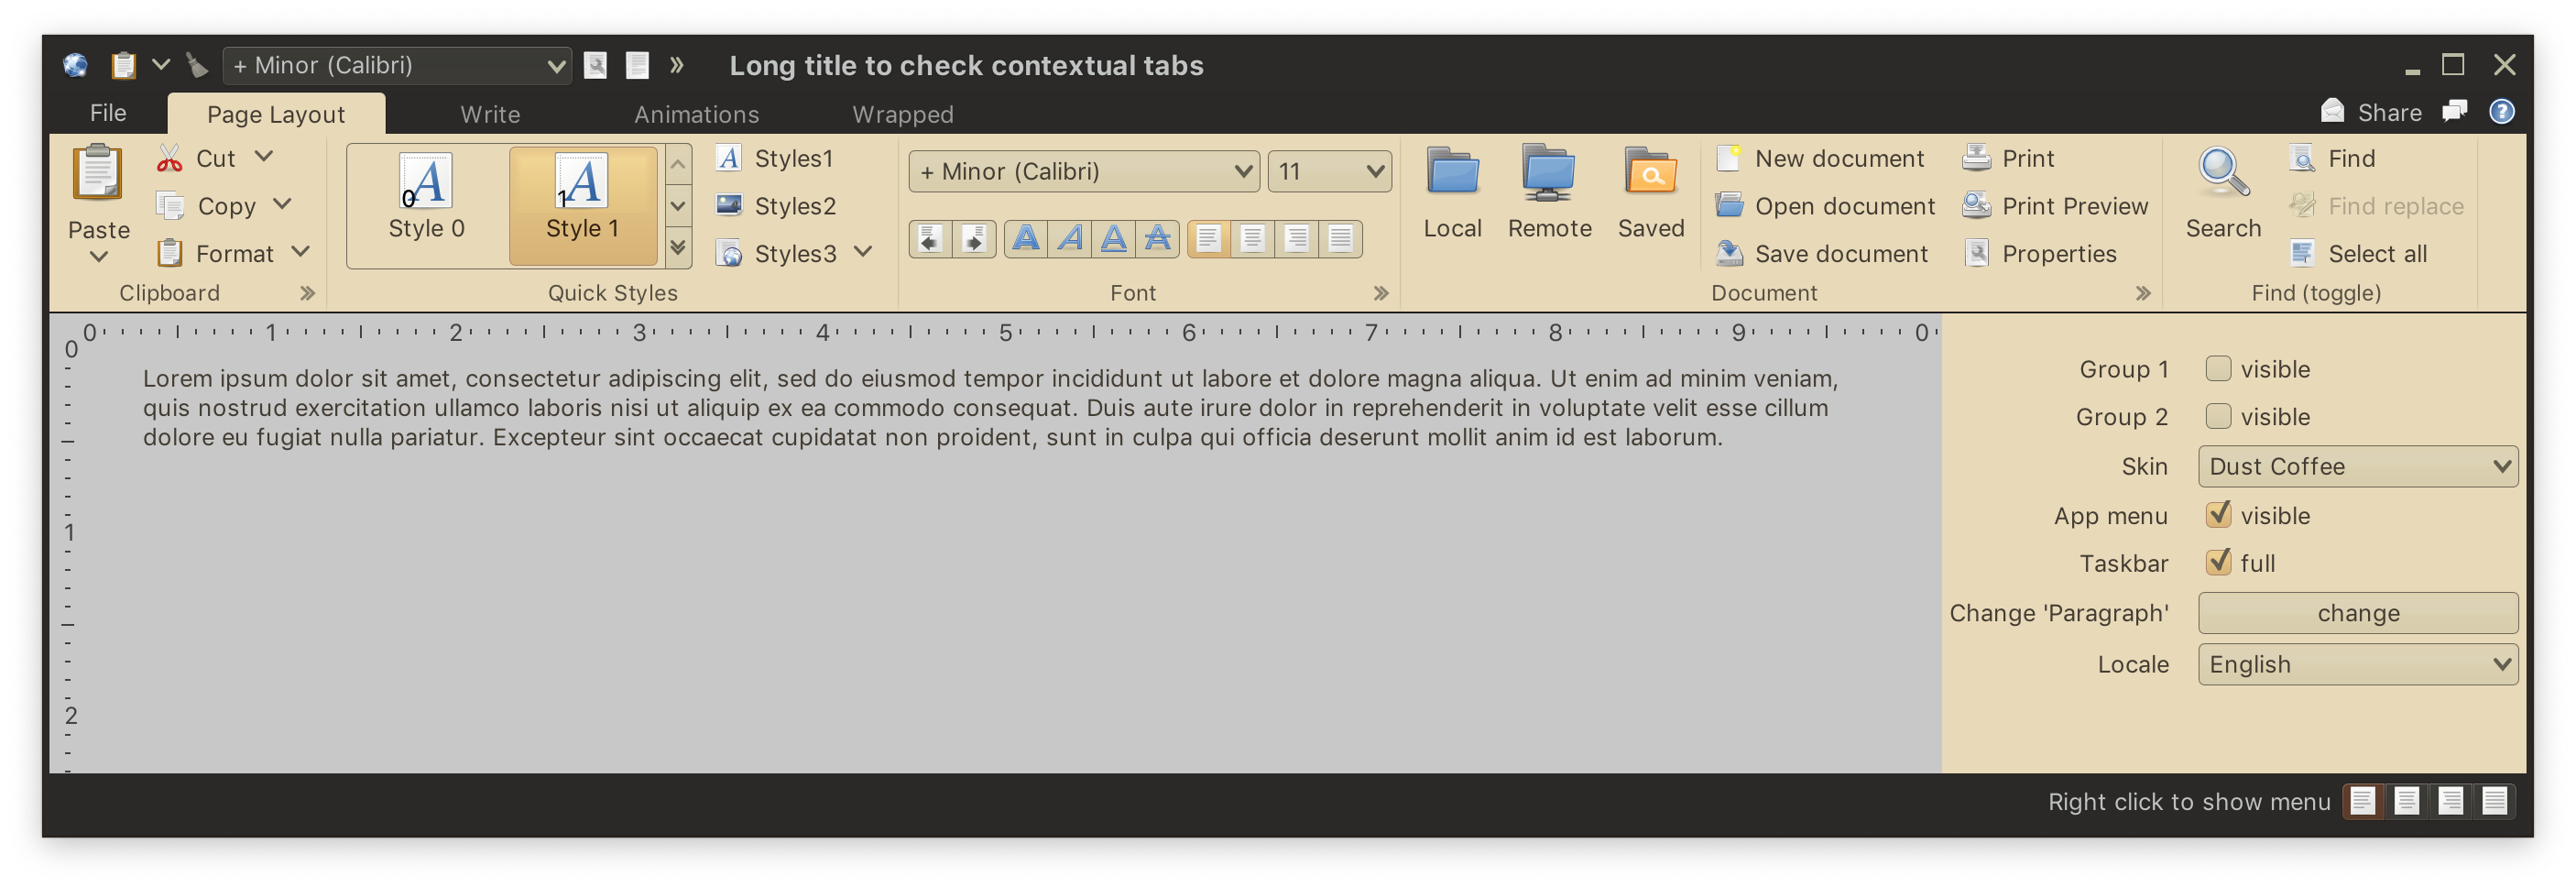 + Minor (Calibri)
»
Long title to check contextual tabs
File
Page Layout
Write
Animations
Wrapped
Share
?
Paste
Cut
Copy
Format
Clipboard
A
0
Style 0
A
1
Style 1
A
Styles1
Styles2
Styles3
Quick Styles
+ Minor (Calibri)
11
A
A
A
A
Font
Local
Remote
Saved
New document
Open document
Save document
Print
Print Preview
Properties
Document
Search
Find
Find replace
Select all
Find (toggle)
0 1 2 3 4 5 6 7 8 9 0
0
1
2
Lorem ipsum dolor sit amet, consectetur adipiscing elit, sed do eiusmod tempor incididunt ut labore et dolore magna aliqua. Ut enim ad minim veniam,
quis nostrud exercitation ullamco laboris nisi ut aliquip ex ea commodo consequat. Duis aute irure dolor in reprehenderit in voluptate velit esse cillum
dolore eu fugiat nulla pariatur. Excepteur sint occaecat cupidatat non proident, sunt in culpa qui officia deserunt mollit anim id est laborum.
Group 1 visible
Group 2 visible
Skin Dust Coffee
App menu visible
Taskbar full
Change 'Paragraph' change
Locale English
Right click to show menu